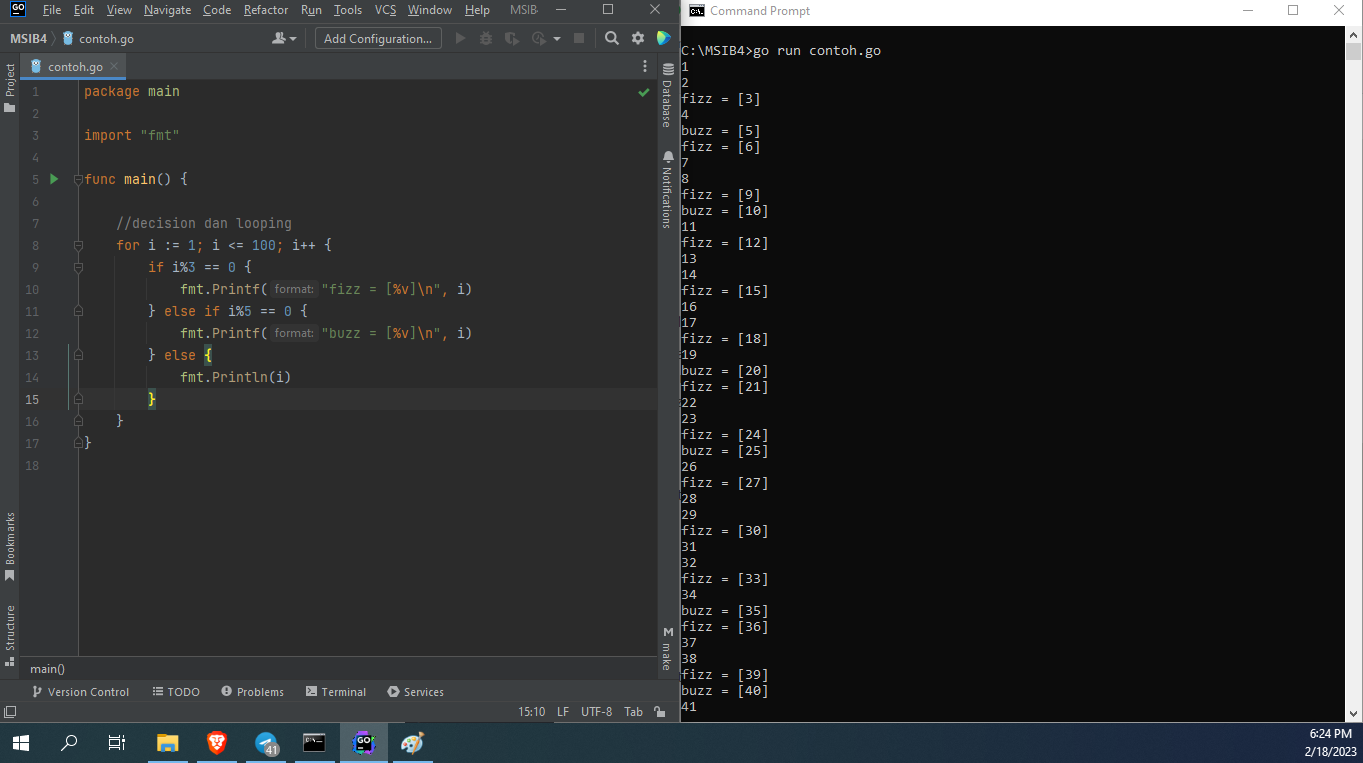 GO File Edit View Navigate Code Refactor Run Tools VCS Window Help MSIB
MSIB4 contoh.go Add Configuration...
contoh.go
Project
Bookmarks
Structure
1 package main
2
3 import "fmt"
4
5 func main() {
6
7 //decision dan looping
8 for i := 1; i <= 100; i++ {
9 if i%3 == 0 {
10 fmt.Printf( format: "fizz = [%v]\n", i)
11 } else if i%5 == 0 {
12 fmt.Printf( format: "buzz = [%v]\n", i)
13 } else {
14 fmt.Println(i)
15 }
16 }
17 }
18
Database
Notifications
M make
main()
Version Control TODO Problems Terminal Services
15:10 LF UTF-8 Tab
Command Prompt
C:\MSIB4>go run contoh.go
1
2
fizz = [3]
4
buzz = [5]
fizz = [6]
7
8
fizz = [9]
buzz = [10]
11
fizz = [12]
13
14
fizz = [15]
16
17
fizz = [18]
19
buzz = [20]
fizz = [21]
22
23
fizz = [24]
buzz = [25]
26
fizz = [27]
28
29
fizz = [30]
31
32
fizz = [33]
34
buzz = [35]
fizz = [36]
37
38
fizz = [39]
buzz = [40]
41
41
GO
6:24 PM
2/18/2023